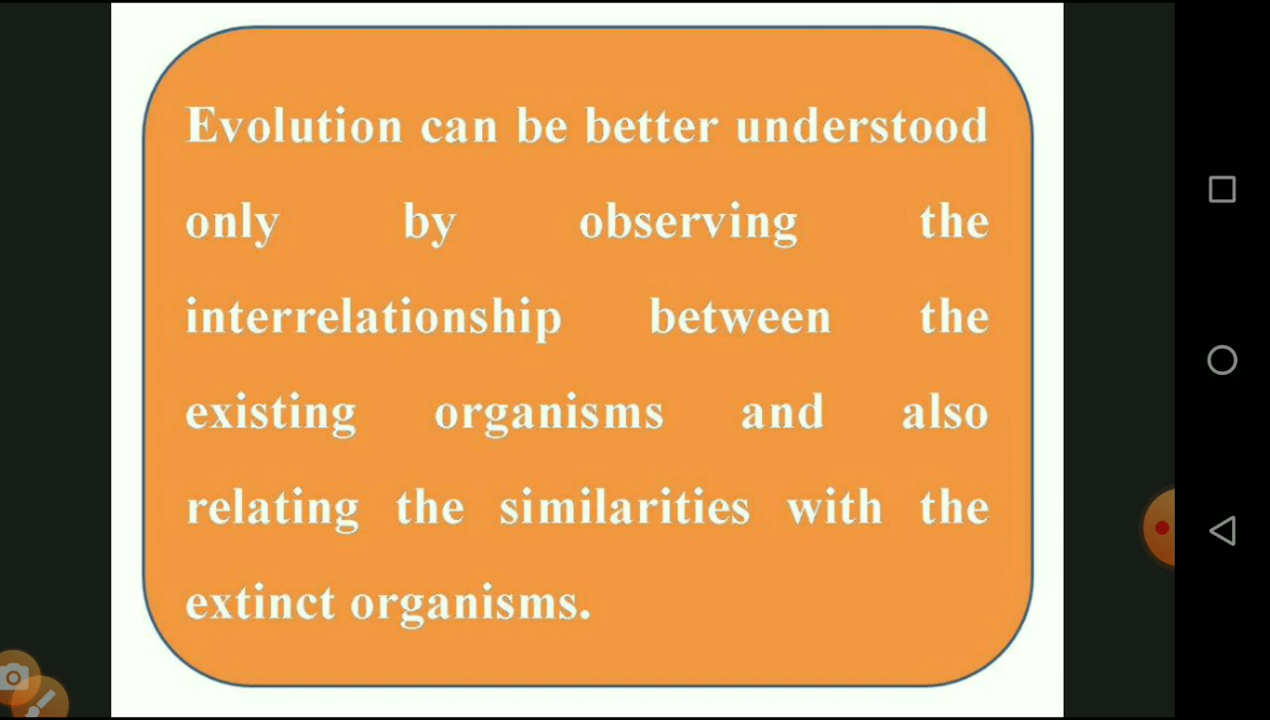 Evolution can be better understood
only by observing the
interrelationship between the
existing organisms and also
relating the similarities with the
extinct organisms.